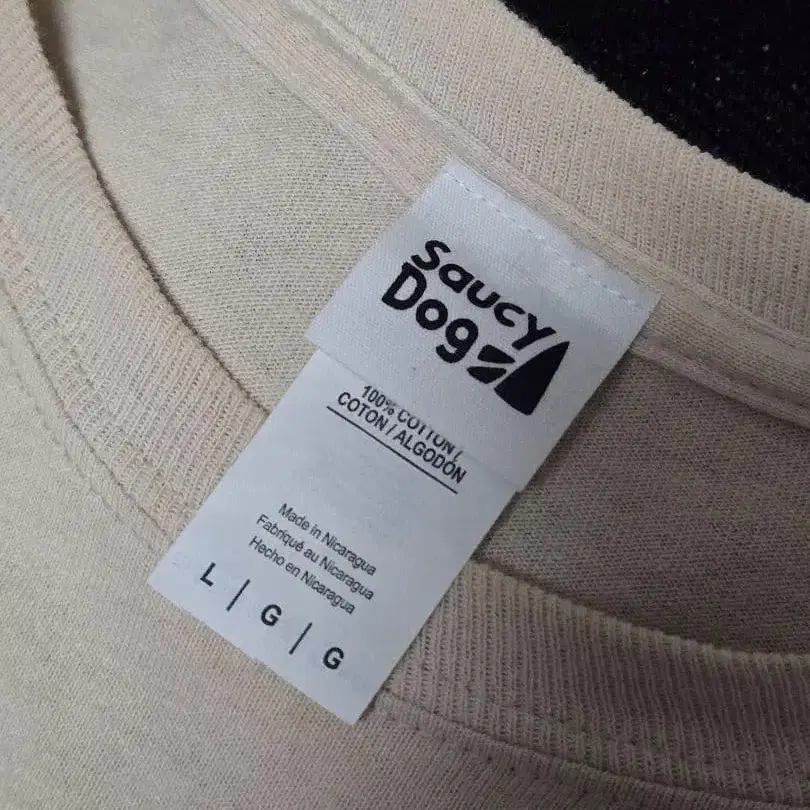 Saucy
Dog
100% COTTON /
COTON / ALGODÓN
Made in Nicaragua
Fabriqué au Nicaragua
Hecho en Nicaragua
L | G | G